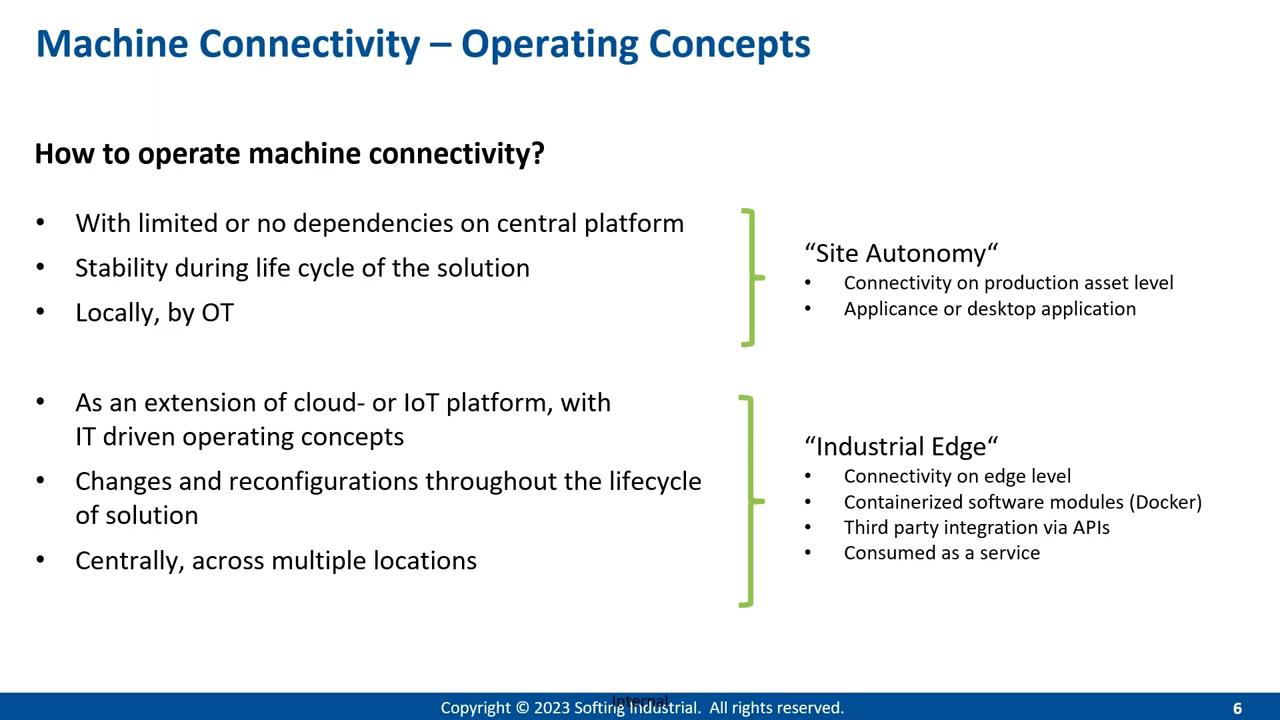 Machine Connectivity – Operating Concepts
How to operate machine connectivity?
• With limited or no dependencies on central platform
• Stability during life cycle of the solution
• Locally, by OT
“Site Autonomy“
• Connectivity on production asset level
• Applicance or desktop application
• As an extension of cloud- or IoT platform, with
IT driven operating concepts
• Changes and reconfigurations throughout the lifecycle
of solution
• Centrally, across multiple locations
“Industrial Edge“
• Connectivity on edge level
• Containerized software modules (Docker)
• Third party integration via APIs
• Consumed as a service
Internal
Copyright © 2023 Softing Industrial. All rights reserved.
6